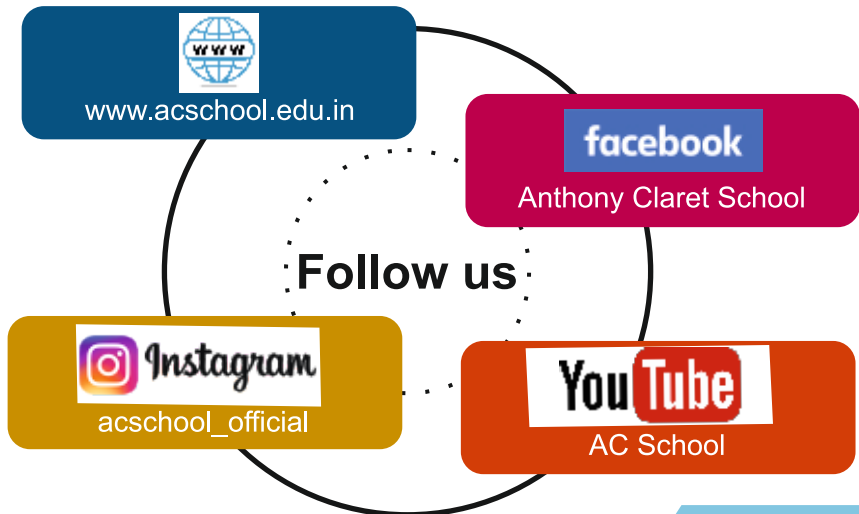 www
www.acschool.edu.in
facebook
Anthony Claret School
Follow us
Instagram
acschool_official
YouTube
AC School